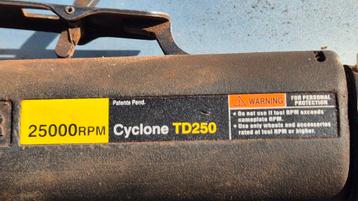 Patents Pend.
25000RPM
Cyclone TD250
WARNING
FOR PERSONAL
PROTECTION
• Do not use if tool RPM exceeds
nameplate RPM.
• Use only wheels and accessories
rated at tool RPM or higher.